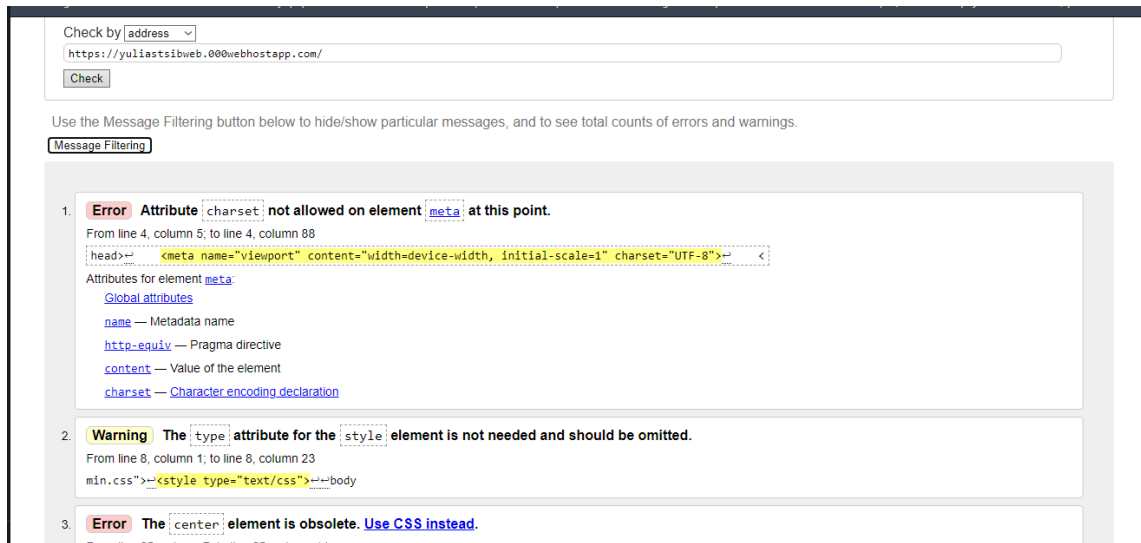 Check by address
https://yuliastsibweb.000webhostapp.com/
Check
Use the Message Filtering button below to hide/show particular messages, and to see total counts of errors and warnings.
Message Filtering
1. Error Attribute charset not allowed on element meta at this point.
From line 4, column 5; to line 4, column 88
head>↩ <meta name="viewport" content="width=device-width, initial-scale=1" charset="UTF-8">↩ <
Attributes for element meta:
Global attributes
name — Metadata name
http-equiv — Pragma directive
content — Value of the element
charset — Character encoding declaration
2. Warning The type attribute for the style element is not needed and should be omitted.
From line 8, column 1; to line 8, column 23
min.css">↩<style type="text/css">↩↩body
3. Error The center element is obsolete. Use CSS instead.